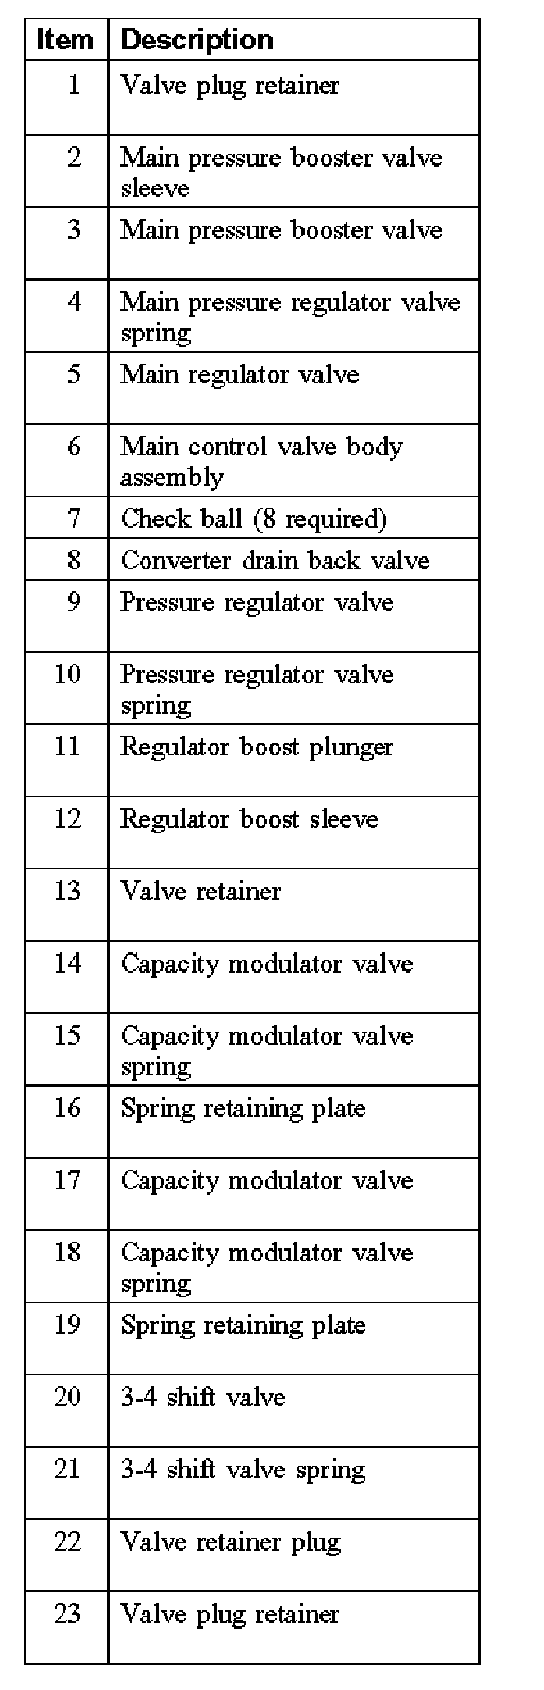 Item Description
1 Valve plug retainer
2 Main pressure booster valve
sleeve
3 Main pressure booster valve
4 Main pressure regulator valve
spring
5 Main regulator valve
6 Main control valve body
assembly
7 Check ball (8 required)
8 Converter drain back valve
9 Pressure regulator valve
10 Pressure regulator valve
spring
11 Regulator boost plunger
12 Regulator boost sleeve
13 Valve retainer
14 Capacity modulator valve
15 Capacity modulator valve
spring
16 Spring retaining plate
17 Capacity modulator valve
18 Capacity modulator valve
spring
19 Spring retaining plate
20 3-4 shift valve
21 3-4 shift valve spring
22 Valve retainer plug
23 Valve plug retainer